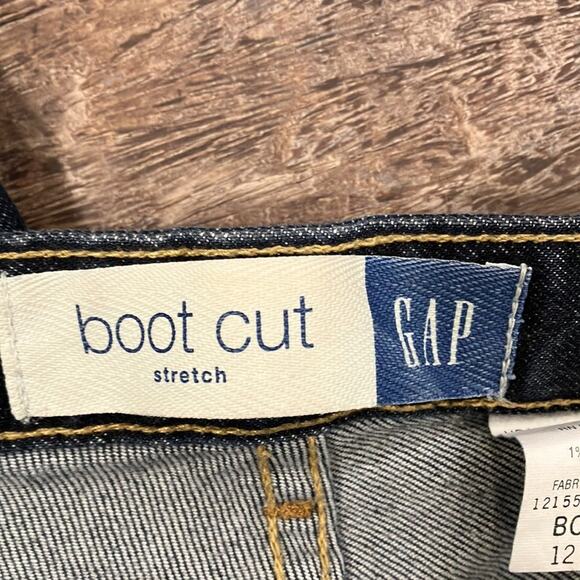 boot cut
stretch
GAP
1%
FABR
12155
BO
12